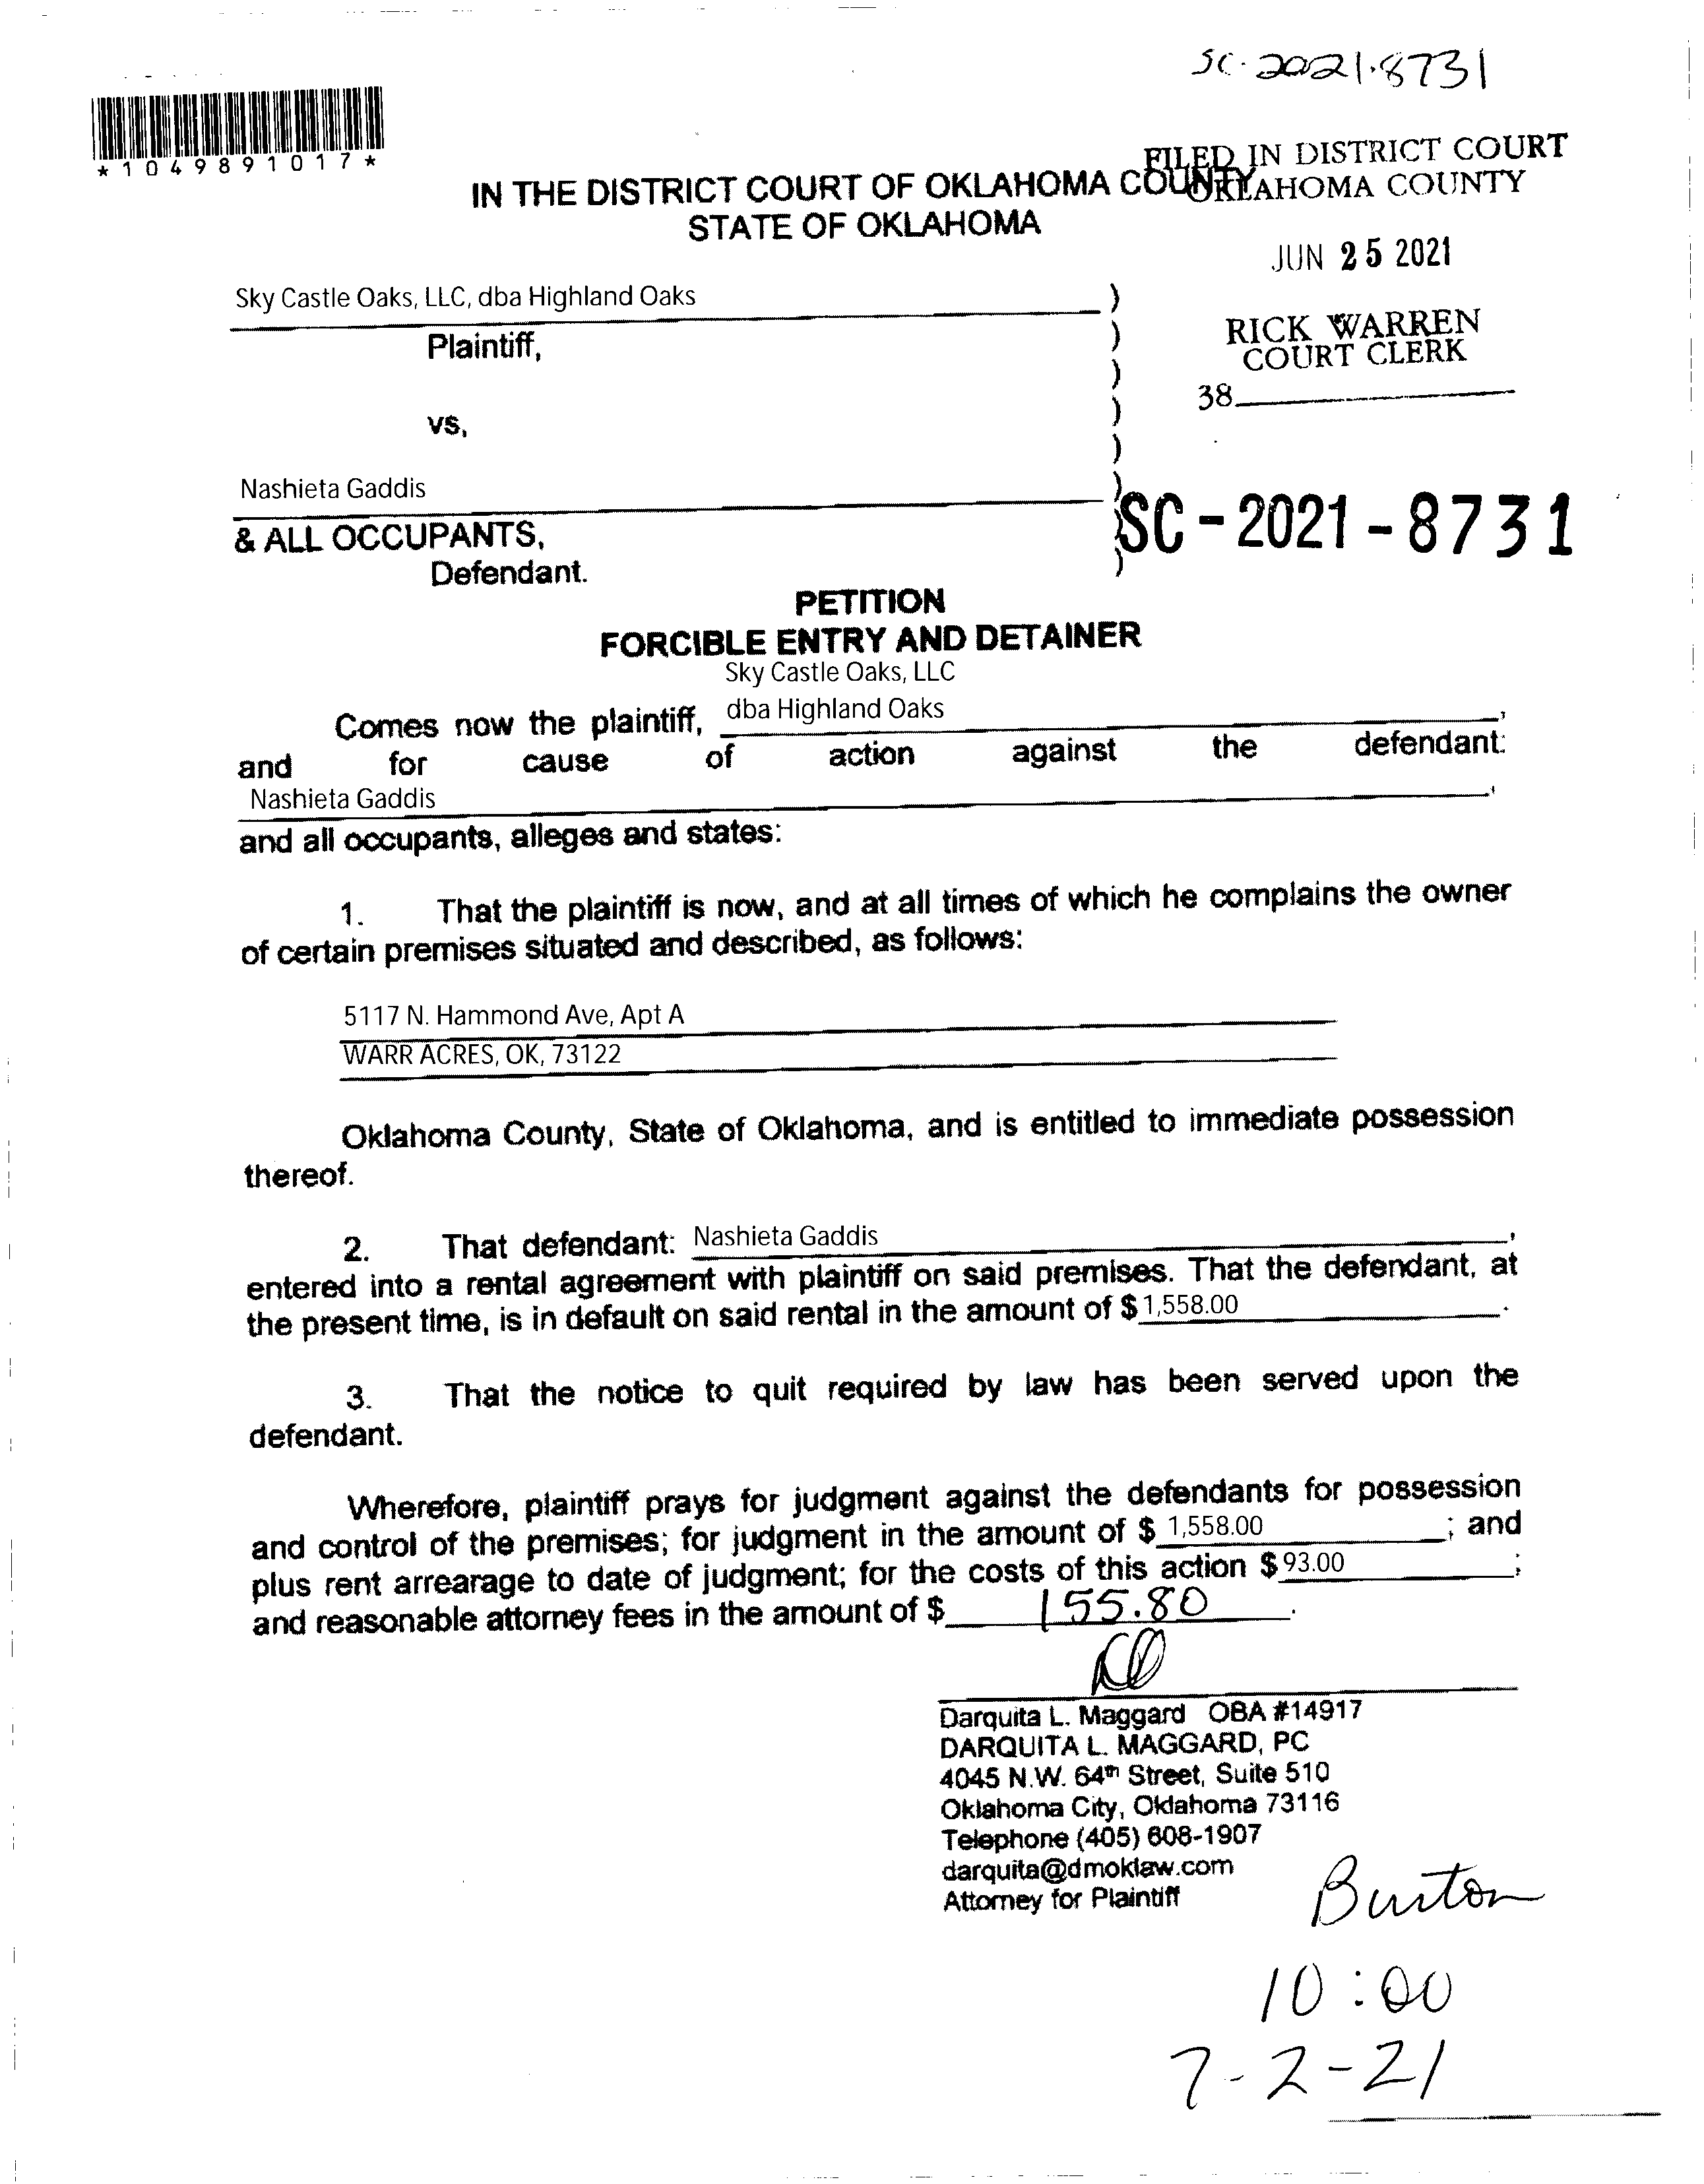 SC-2021-8731
*1049891017*
FILED IN DISTRICT COURT
OKLAHOMA COUNTY
IN THE DISTRICT COURT OF OKLAHOMA COUNTY
STATE OF OKLAHOMA
JUN 25 2021
Sky Castle Oaks, LLC, dba Highland Oaks )
Plaintiff, )
RICK WARREN
COURT CLERK
)
38
vs, )
)
Nashieta Gaddis )
& ALL OCCUPANTS, ) SC-2021-8731
Defendant. )
PETITION
FORCIBLE ENTRY AND DETAINER
Sky Castle Oaks, LLC
Comes now the plaintiff, dba Highland Oaks,
and for cause of action against the defendant:
Nashieta Gaddis,
and all occupants, alleges and states:
1. That the plaintiff is now, and at all times of which he complains the owner
of certain premises situated and described, as follows:
5117 N. Hammond Ave, Apt A
WARR ACRES, OK, 73122
Oklahoma County, State of Oklahoma, and is entitled to immediate possession
thereof.
2. That defendant: Nashieta Gaddis,
entered into a rental agreement with plaintiff on said premises. That the defendant, at
the present time, is in default on said rental in the amount of $ 1,558.00.
3. That the notice to quit required by law has been served upon the
defendant.
Wherefore, plaintiff prays for judgment against the defendants for possession
and control of the premises; for judgment in the amount of $ 1,558.00; and
plus rent arrearage to date of judgment; for the costs of this action $ 93.00;
and reasonable attorney fees in the amount of $ 155.80.
Darquita L. Maggard OBA #14917
DARQUITA L. MAGGARD, PC
4045 N.W. 64th Street, Suite 510
Oklahoma City, Oklahoma 73116
Telephone (405) 608-1907
darquita@dmoklaw.com
Attorney for Plaintiff
Burton
10:00
7-2-21